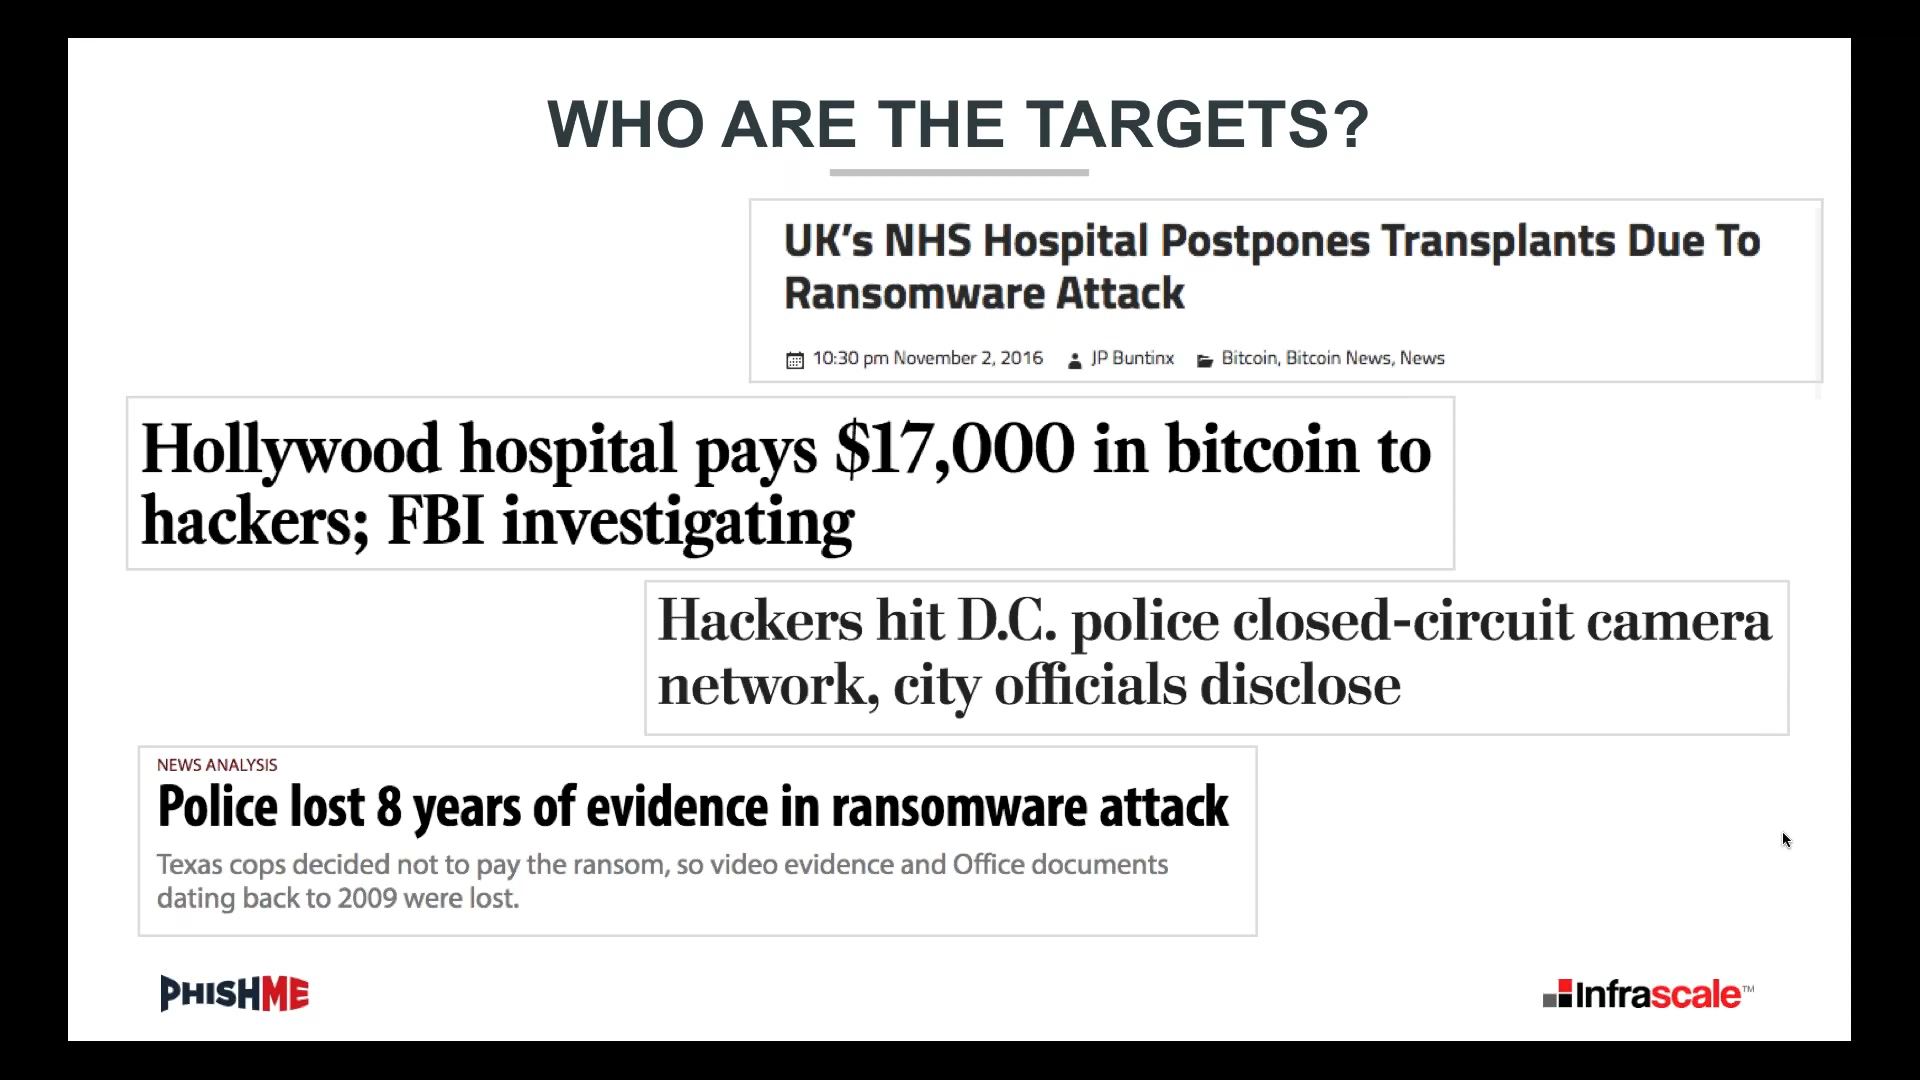 WHO ARE THE TARGETS?
UK’s NHS Hospital Postpones Transplants Due To
Ransomware Attack
10:30 pm November 2, 2016 JP Buntinx Bitcoin, Bitcoin News, News
Hollywood hospital pays $17,000 in bitcoin to
hackers; FBI investigating
Hackers hit D.C. police closed-circuit camera
network, city officials disclose
NEWS ANALYSIS
Police lost 8 years of evidence in ransomware attack
Texas cops decided not to pay the ransom, so video evidence and Office documents
dating back to 2009 were lost.
PHISHME
Infrascale™